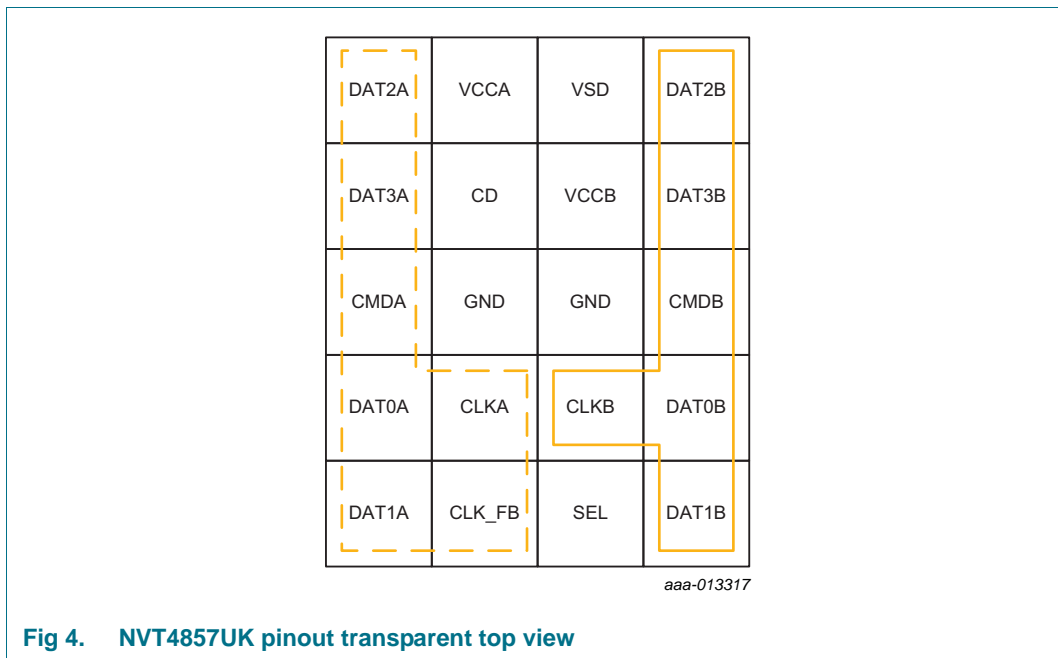 DAT2A VCCA VSD DAT2B
DAT3A CD VCCB DAT3B
CMDA GND GND CMDB
DAT0A CLKA CLKB DAT0B
DAT1A CLK_FB SEL DAT1B
aaa-013317
Fig 4. NVT4857UK pinout transparent top view